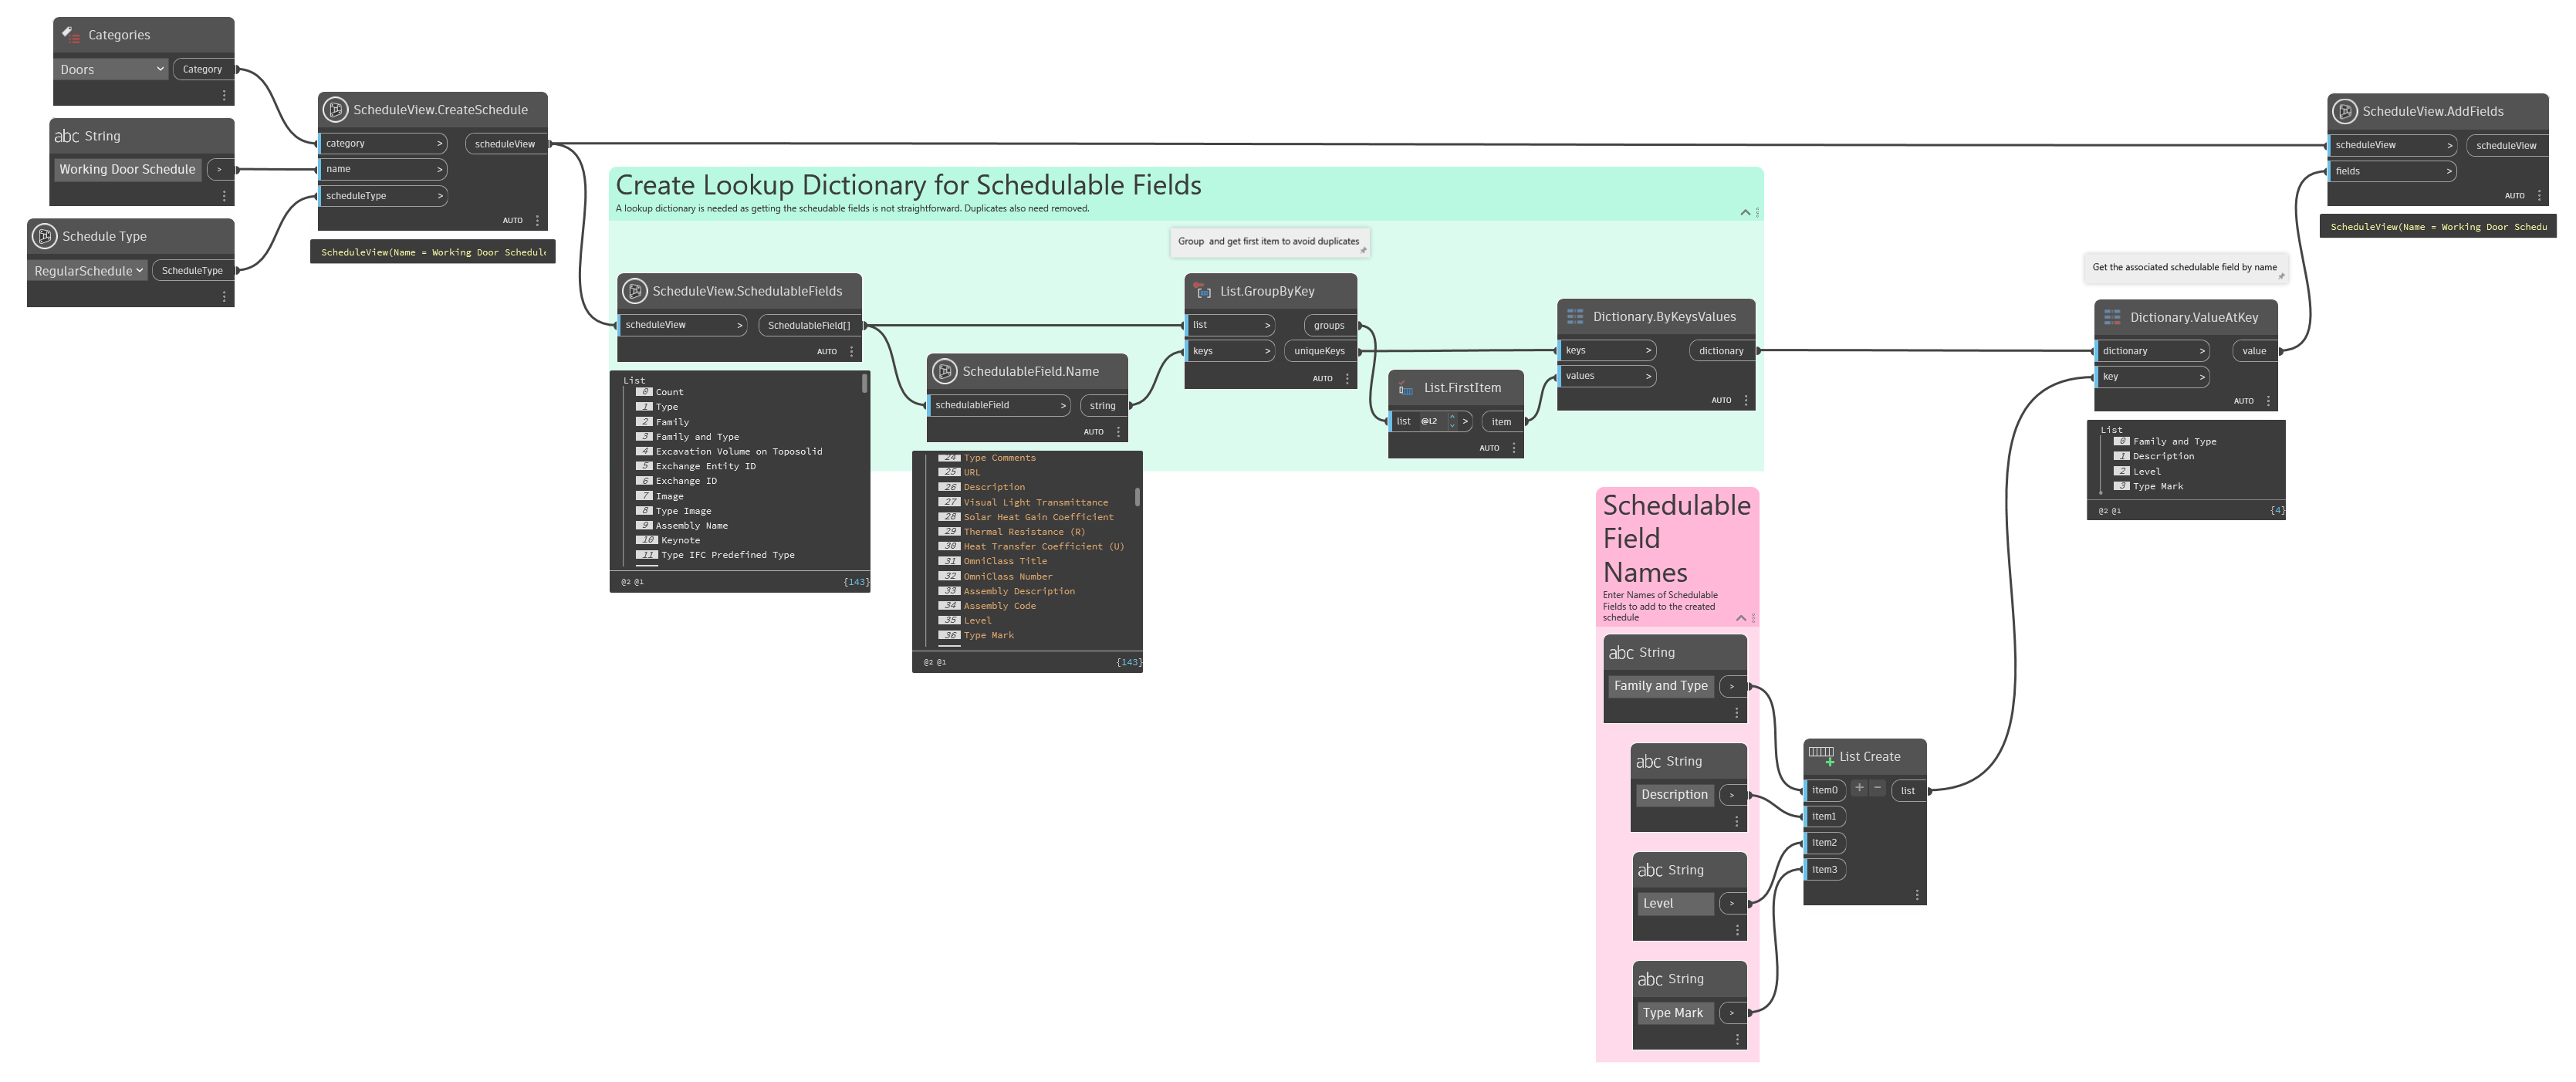 Categories
Doors
Category
abc String
Working Door Schedule
>
Schedule Type
RegularSchedule
ScheduleType
ScheduleView.CreateSchedule
category >
scheduleView
name >
scheduleType >
AUTO
ScheduleView(Name = Working Door Schedule
Create Lookup Dictionary for Schedulable Fields
A lookup dictionary is needed as getting the scheudable fields is not straightforward. Duplicates also need removed.
Group and get first item to avoid duplicates
ScheduleView.SchedulableFields
scheduleView >
SchedulableField[]
AUTO
List
0 Count
1 Type
2 Family
3 Family and Type
4 Excavation Volume on Toposolid
5 Exchange Entity ID
6 Exchange ID
7 Image
8 Type Image
9 Assembly Name
10 Keynote
11 Type IFC Predefined Type
@2 @1
{143}
SchedulableField.Name
schedulableField >
string
AUTO
24 Type Comments
25 URL
26 Description
27 Visual Light Transmittance
28 Solar Heat Gain Coefficient
29 Thermal Resistance (R)
30 Heat Transfer Coefficient (U)
31 OmniClass Title
32 OmniClass Number
33 Assembly Description
34 Assembly Code
35 Level
36 Type Mark
@2 @1
{143}
List.GroupByKey
list >
groups
keys >
uniqueKeys
AUTO
List.FirstItem
list @L2 >
item
AUTO
Dictionary.ByKeysValues
keys >
dictionary
values >
AUTO
Schedulable
Field
Names
Enter Names of Schedulable
Fields to add to the created
schedule
abc String
Family and Type
>
abc String
Description
>
abc String
Level
>
abc String
Type Mark
>
List Create
item0
+ -
list
item1
item2
item3
Get the associated schedulable field by name
Dictionary.ValueAtKey
dictionary >
value
key >
AUTO
List
0 Family and Type
1 Description
2 Level
3 Type Mark
@2 @1
{4}
ScheduleView.AddFields
scheduleView >
scheduleView
fields >
AUTO
ScheduleView(Name = Working Door Schedu